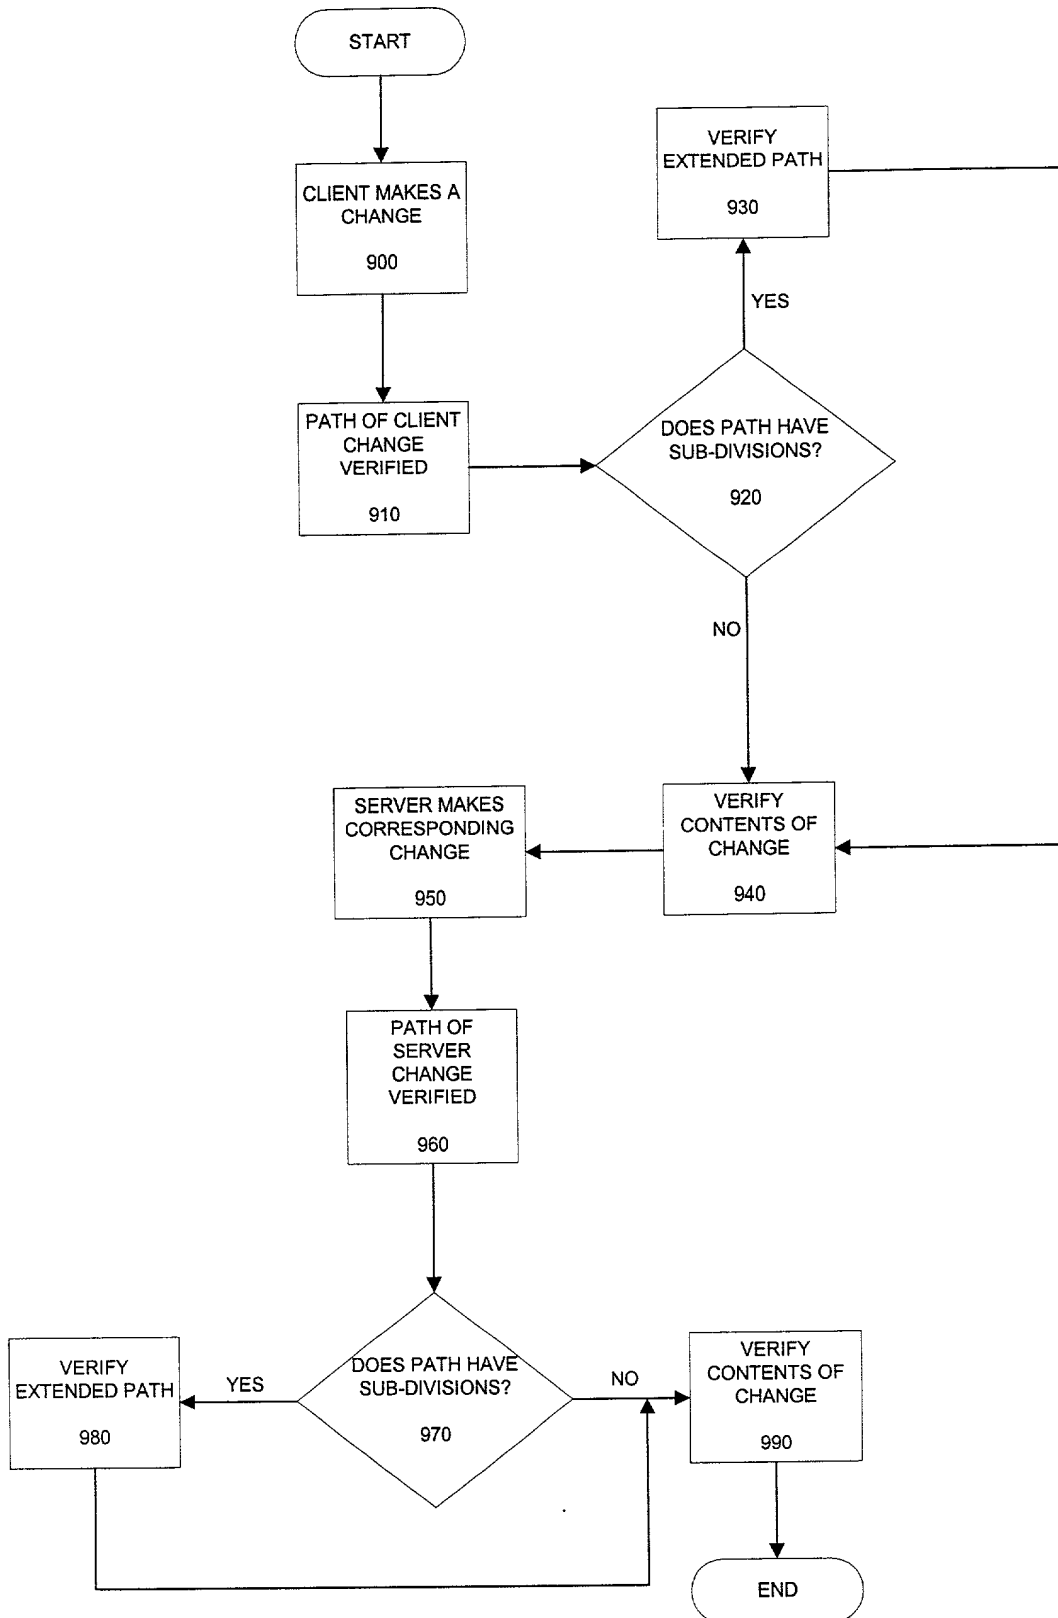 START
CLIENT MAKES A
CHANGE
900
PATH OF CLIENT
CHANGE
VERIFIED
910
VERIFY
EXTENDED PATH
930
YES
DOES PATH HAVE
SUB-DIVISIONS?
920
NO
VERIFY
CONTENTS OF
CHANGE
940
SERVER MAKES
CORRESPONDING
CHANGE
950
PATH OF
SERVER
CHANGE
VERIFIED
960
DOES PATH HAVE
SUB-DIVISIONS?
970
YES
VERIFY
EXTENDED PATH
980
NO
VERIFY
CONTENTS OF
CHANGE
990
END